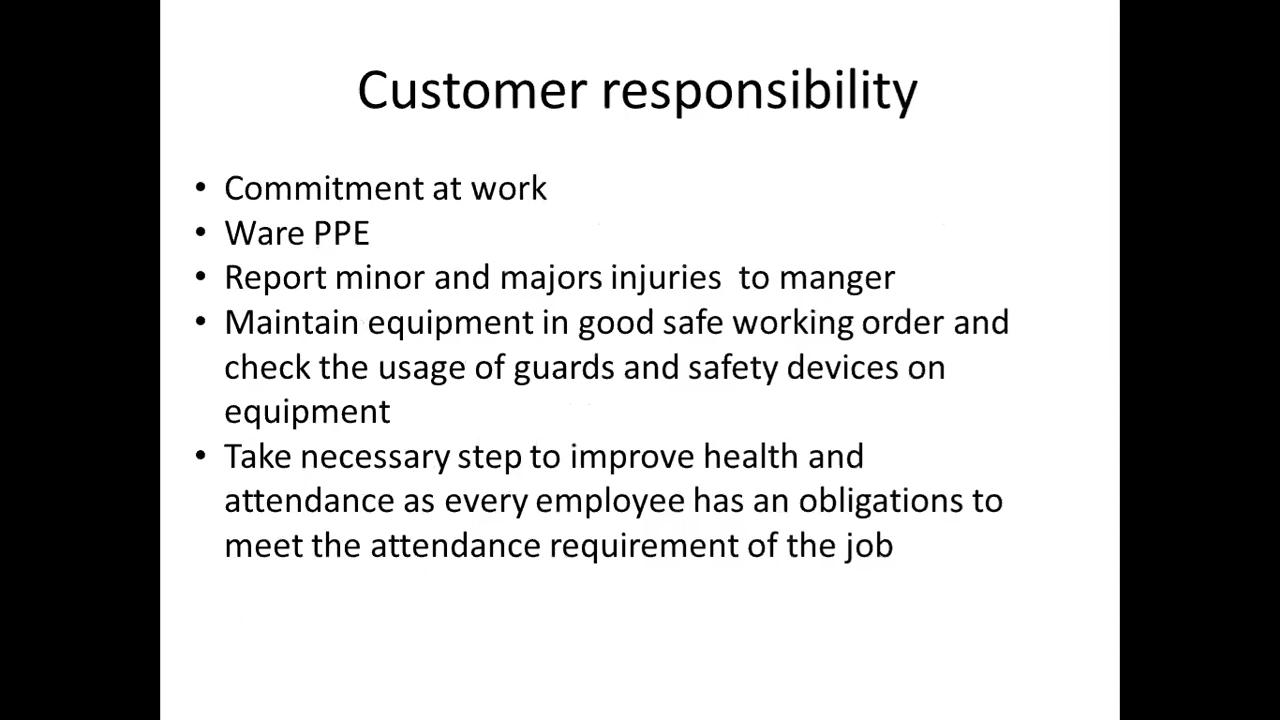 Customer responsibility
• Commitment at work
• Ware PPE
• Report minor and majors injuries  to manger
• Maintain equipment in good safe working order and
check the usage of guards and safety devices on
equipment
• Take necessary step to improve health and
attendance as every employee has an obligations to
meet the attendance requirement of the job